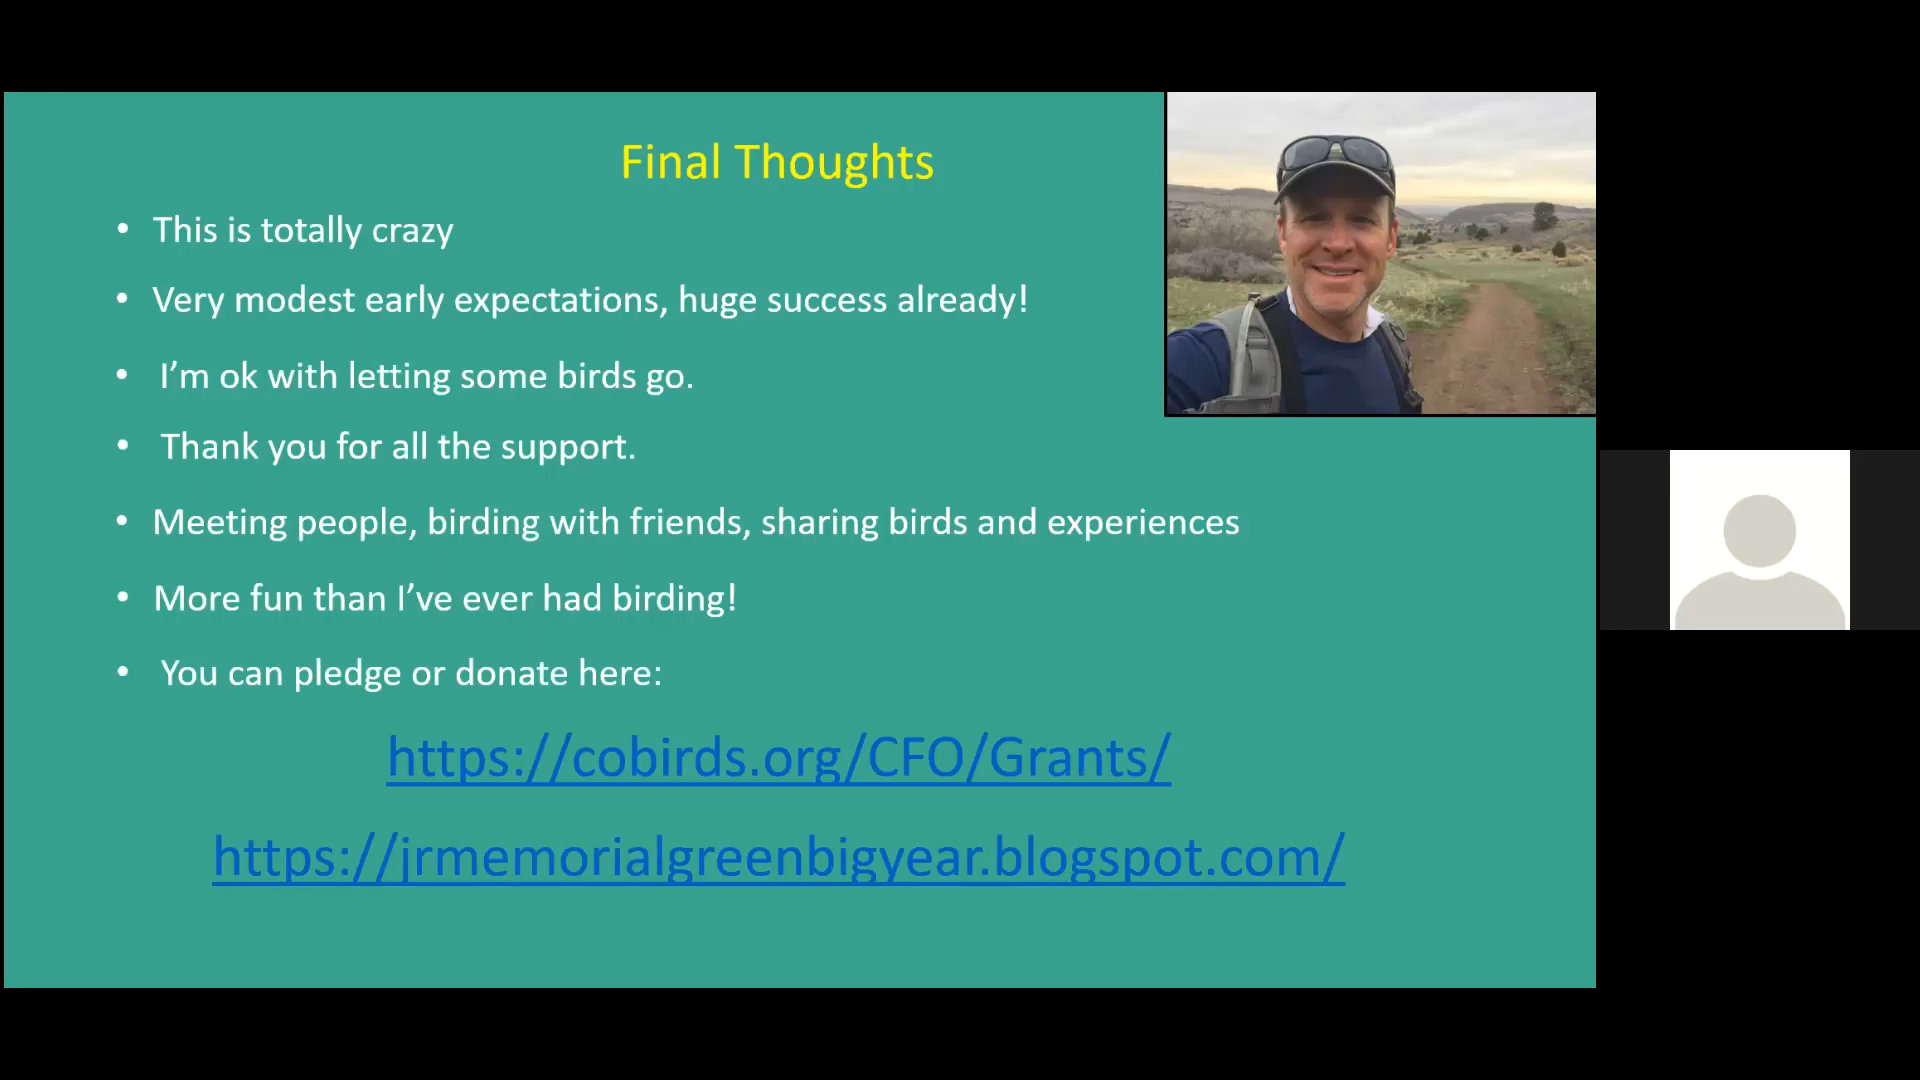 Final Thoughts
• This is totally crazy
• Very modest early expectations, huge success already!
• I’m ok with letting some birds go.
• Thank you for all the support.
• Meeting people, birding with friends, sharing birds and experiences
• More fun than I’ve ever had birding!
• You can pledge or donate here:
https://cobirds.org/CFO/Grants/
https://jrmemorialgreenbigyear.blogspot.com/